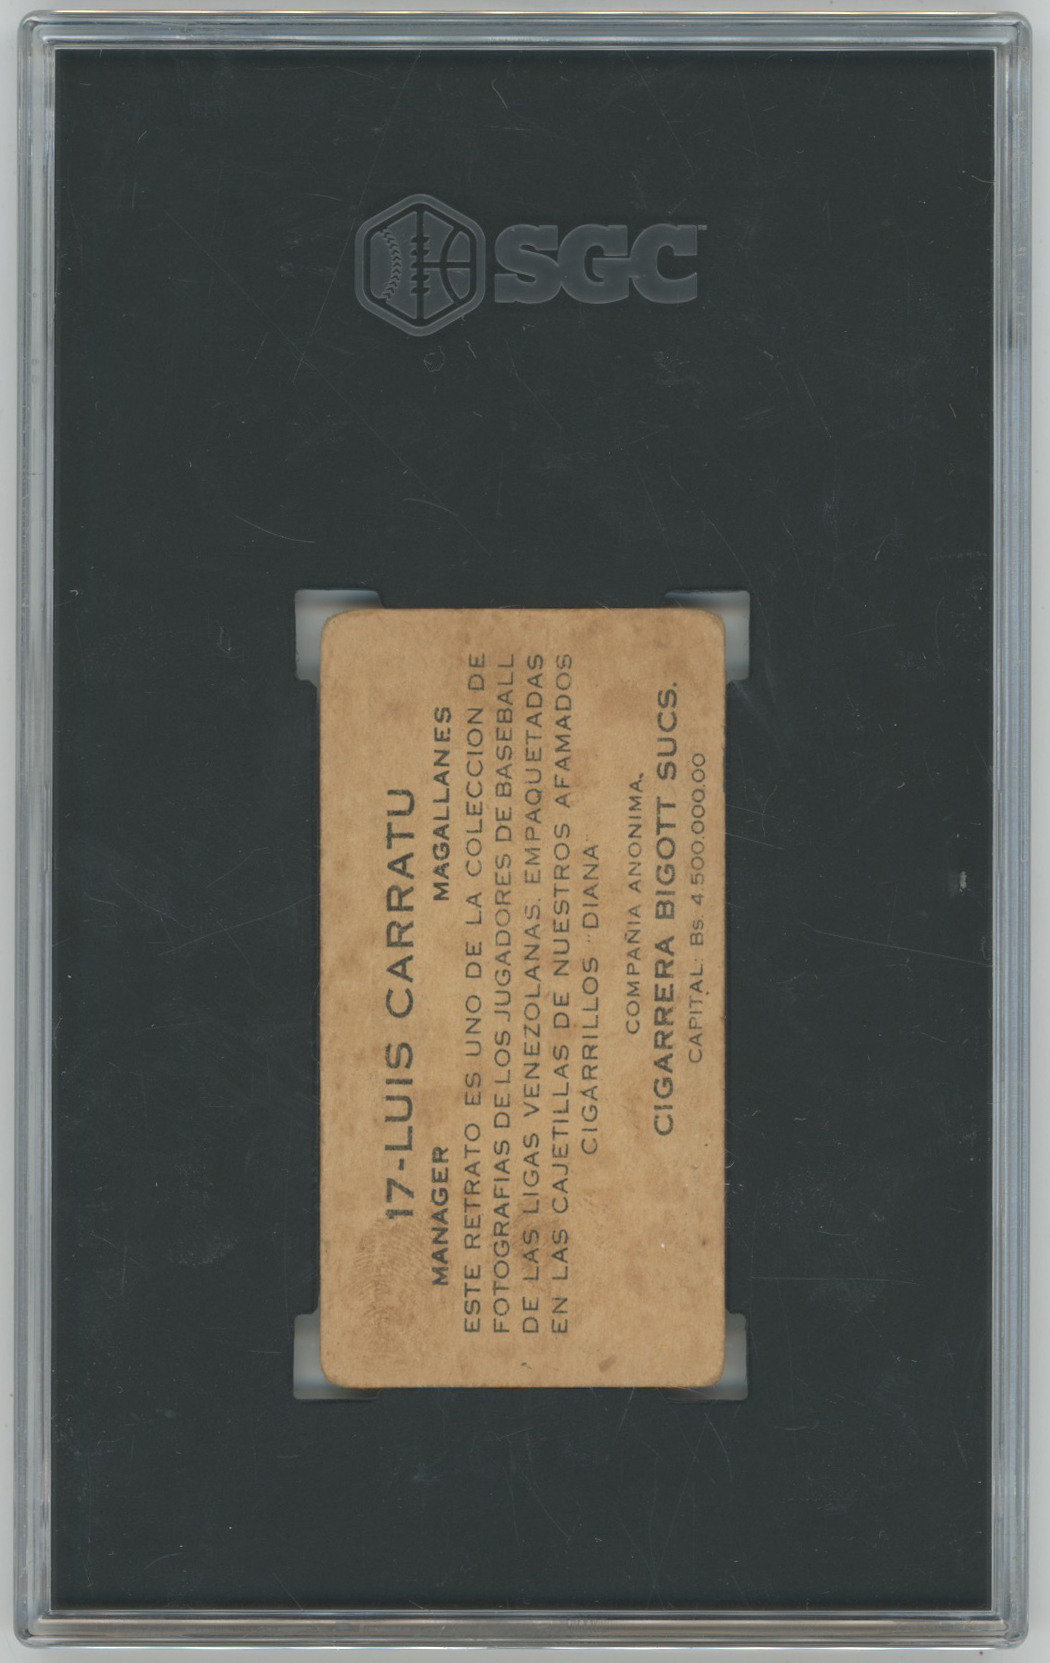 SGC
17-LUIS CARRATU
MANAGER MAGALLANES
ESTE RETRATO ES UNO DE LA COLECCION DE
FOTOGRAFIAS DE LOS JUGADORES DE BASEBALL
DE LAS LIGAS VENEZOLANAS. EMPAQUETADAS
EN LAS CAJETILLAS DE NUESTROS AFAMADOS
CIGARRILLOS "DIANA"
COMPAÑIA ANONIMA.
CIGARRERA BIGOTT SUCS.
CAPITAL: Bs. 4.500.000.00